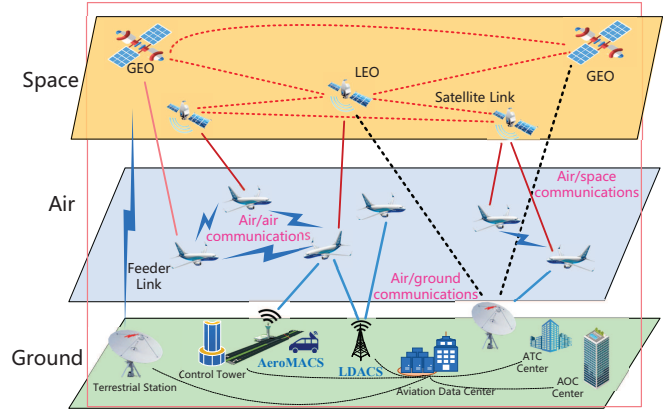 Space
GEO
LEO
GEO
Satellite Link
Air
Air/space
communications
Air/air
communications
Feeder
Link
Air/ground
communications
Ground
Terrestrial Station
Control Tower
AeroMACS
LDACS
Aviation Data Center
ATC
Center
AOC
Center